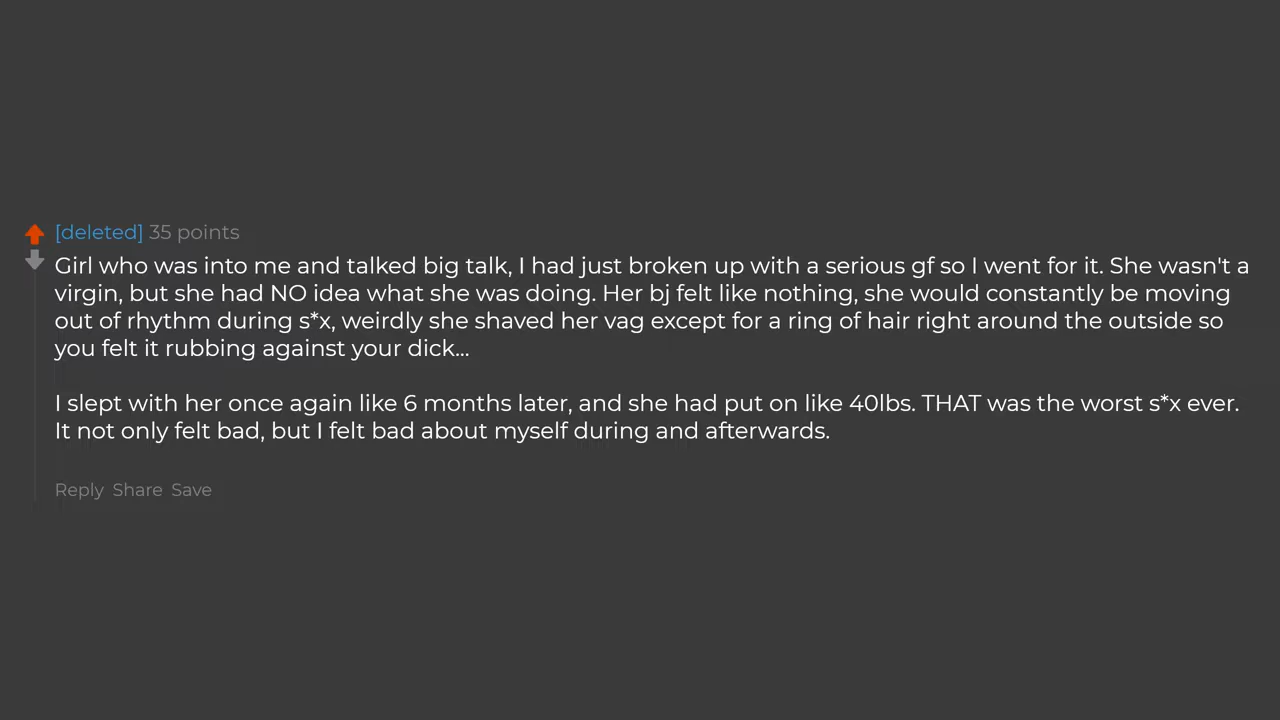 [deleted] 35 points
Girl who was into me and talked big talk, I had just broken up with a serious gf so I went for it. She wasn't a
virgin, but she had NO idea what she was doing. Her bj felt like nothing, she would constantly be moving
out of rhythm during s*x, weirdly she shaved her vag except for a ring of hair right around the outside so
you felt it rubbing against your dick...
I slept with her once again like 6 months later, and she had put on like 40lbs. THAT was the worst s*x ever.
It not only felt bad, but I felt bad about myself during and afterwards.
Reply Share Save